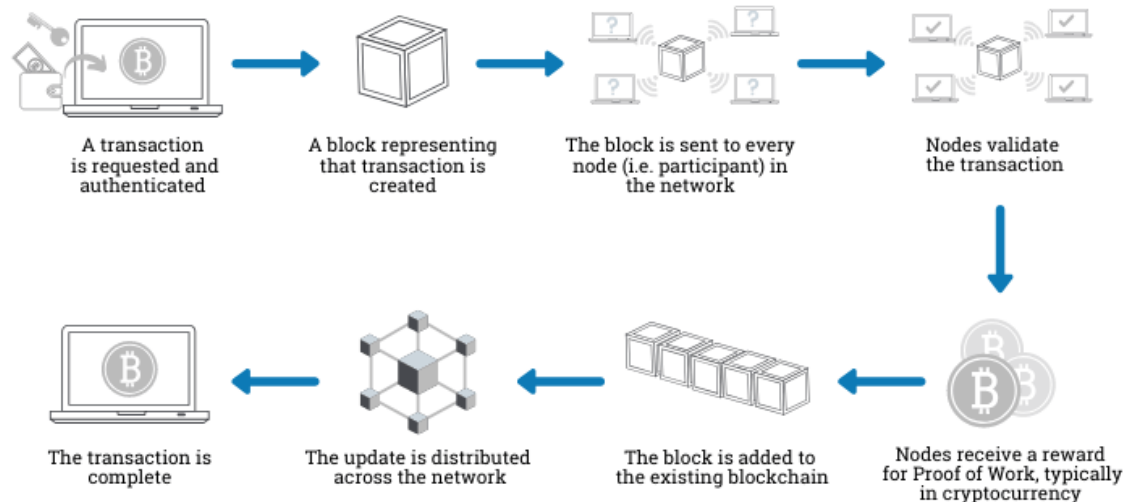 A transaction
is requested and
authenticated
A block representing
that transaction is
created
The block is sent to every
node (i.e. participant) in
the network
Nodes validate
the transaction
Nodes receive a reward
for Proof of Work, typically
in cryptocurrency
The block is added to
the existing blockchain
The update is distributed
across the network
The transaction is
complete